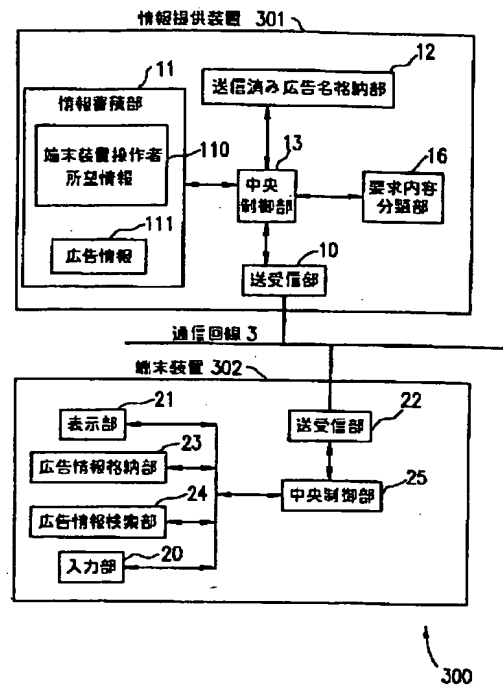 情報提供装置 301
11
情報蓄積部
端末装置操作者
所望情報
110
111
広告情報
12
送信済み広告名格納部
13
中央
制御部
16
要求内容
分類部
10
送受信部
通信回線 3
端末装置 302
21
表示部
23
広告情報格納部
24
広告情報検索部
20
入力部
22
送受信部
25
中央制御部
300